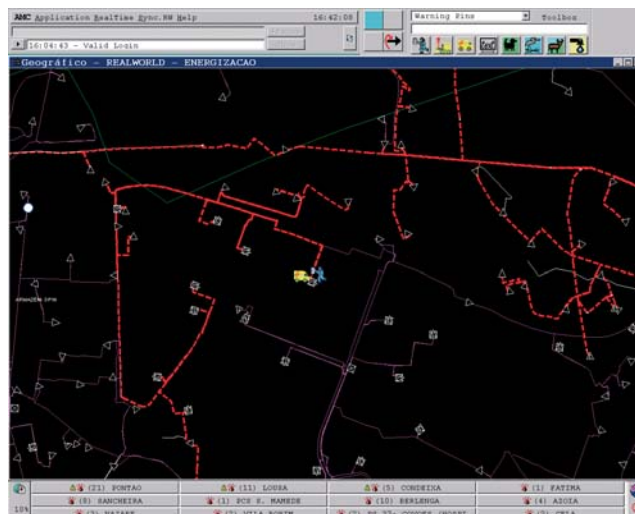 AMC Application RealTime Sync.RW Help
16:42:08
Warning Pins
Toolbox
16:04:43 - Valid Login
Geográfico - REALWORLD - ENERGIZACAO
(21) PONTAO
(11) LOUSA
(5) CONDEIXA
(1) FATIMA
(8) SANCHEIRA
(1) PCS S. MAMEDE
(10) BERLENGA
(4) AZOIA